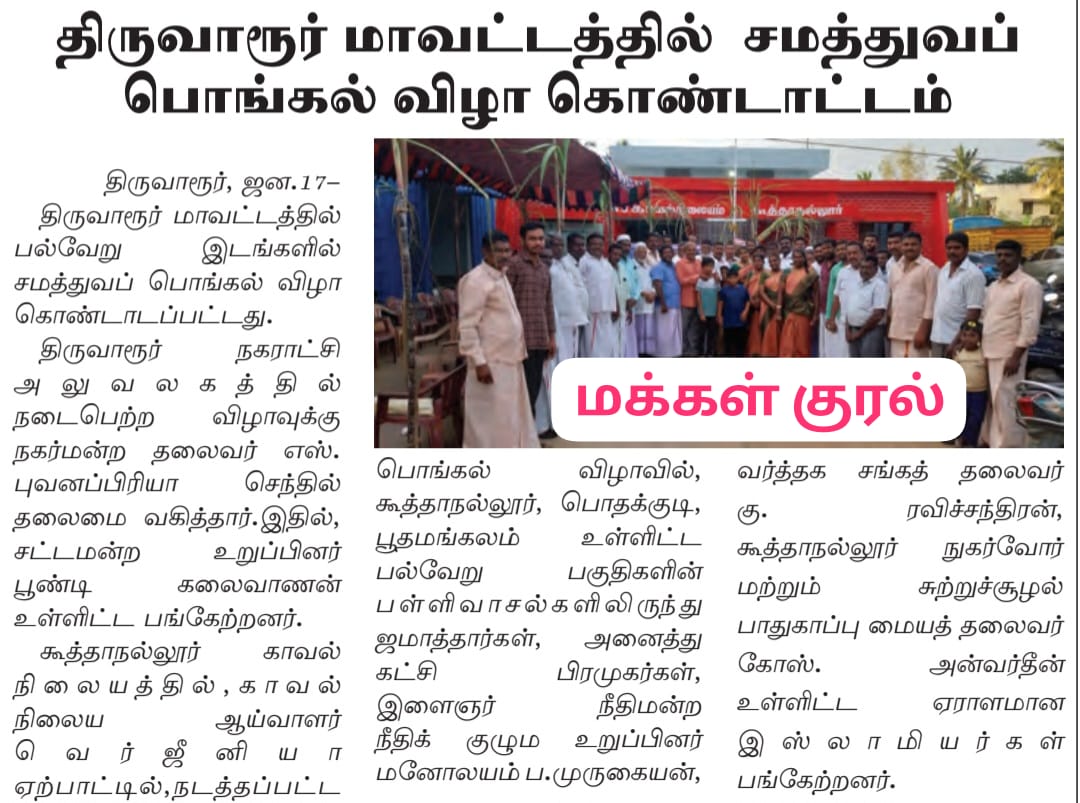 திருவாரூர் மாவட்டத்தில் சமத்துவப்
பொங்கல் விழா கொண்டாட்டம்
திருவாரூர், ஜன.17–
திருவாரூர் மாவட்டத்தில்
பல்வேறு இடங்களில்
சமத்துவப் பொங்கல் விழா
கொண்டாடப்பட்டது.
திருவாரூர் நகராட்சி
அலுவலகத்தில்
நடைபெற்ற விழாவுக்கு
நகர்மன்ற தலைவர் எஸ்.
புவனப்பிரியா செந்தில்
தலைமை வகித்தார்.இதில்,
சட்டமன்ற உறுப்பினர்
பூண்டி கலைவாணன்
உள்ளிட்ட பங்கேற்றனர்.
கூத்தாநல்லூர் காவல்
நிலையத்தில்,காவல்
நிலைய ஆய்வாளர்
வெர்ஜீனியா
ஏற்பாட்டில்,நடத்தப்பட்ட
கூத்தாநல்லூர்
மக்கள் குரல்
பொங்கல் விழாவில்,
கூத்தாநல்லூர், பொதக்குடி,
பூதமங்கலம் உள்ளிட்ட
பல்வேறு பகுதிகளின்
பள்ளிவாசல்களிலிருந்து
ஜமாத்தார்கள், அனைத்து
கட்சி பிரமுகர்கள்,
இளைஞர் நீதிமன்ற
நீதிக் குழும உறுப்பினர்
மனோலயம் ப.முருகையன்,
வர்த்தக சங்கத் தலைவர்
கு. ரவிச்சந்திரன்,
கூத்தாநல்லூர் நுகர்வோர்
மற்றும் சுற்றுச்சூழல்
பாதுகாப்பு மையத் தலைவர்
கோஸ். அன்வர்தீன்
உள்ளிட்ட ஏராளமான
இஸ்லாமியர்கள்
பங்கேற்றனர்.